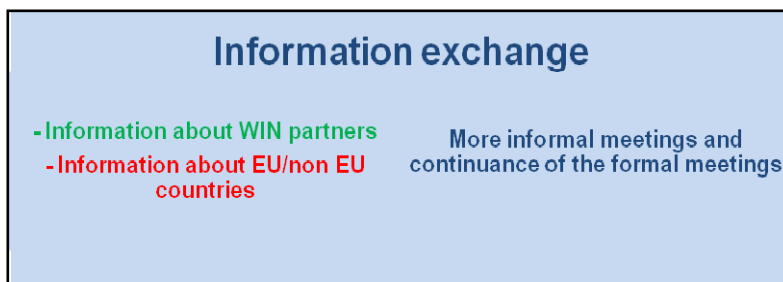 Information exchange
- Information about WIN partners
- Information about EU/non EU
countries
More informal meetings and
continuance of the formal meetings